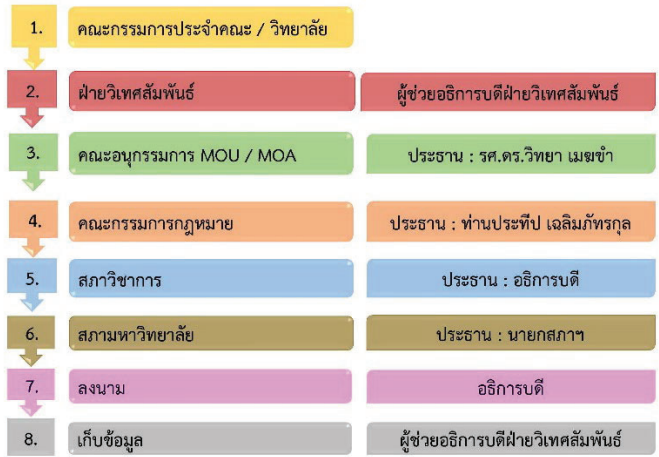 1. คณะกรรมการประจำคณะ / วิทยาลัย
2. ฝ่ายวิเทศสัมพันธ์ ผู้ช่วยอธิการบดีฝ่ายวิเทศสัมพันธ์
3. คณะอนุกรรมการ MOU / MOA ประธาน : รศ.ดร.วิทยา เมฆขำ
4. คณะกรรมการกฎหมาย ประธาน : ท่านประทีป เฉลิมภัทรกุล
5. สภาวิชาการ ประธาน : อธิการบดี
6. สภามหาวิทยาลัย ประธาน : นายกสภาฯ
7. ลงนาม อธิการบดี
8. เก็บข้อมูล ผู้ช่วยอธิการบดีฝ่ายวิเทศสัมพันธ์